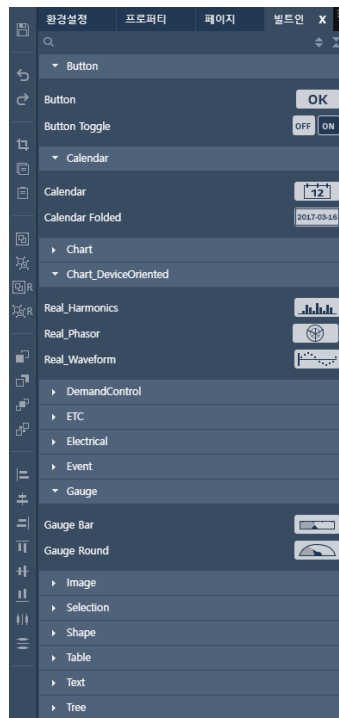 환경설정 프로퍼티 페이지 빌트인 X
Button
Button OK
Button Toggle OFF ON
Calendar
Calendar 12
Calendar Folded 2017-03-16
Chart
Chart_DeviceOriented
Real_Harmonics
Real_Phasor
Real_Waveform
DemandControl
ETC
Electrical
Event
Gauge
Gauge Bar
Gauge Round
Image
Selection
Shape
Table
Text
Tree
R
R